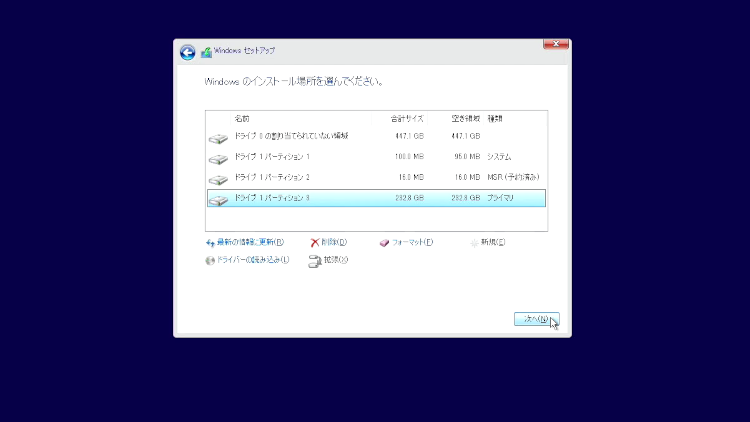 Windows セットアップ
Windows のインストール場所を選んでください。
名前 合計サイズ 空き領域 種類
ドライブ 0 の割り当てられていない領域 447.1 GB 447.1 GB
ドライブ 1 パーティション 1 100.0 MB 95.0 MB システム
ドライブ 1 パーティション 2 16.0 MB 16.0 MB MSR (予約済み)
ドライブ 1 パーティション 3 232.8 GB 232.8 GB プライマリ
最新の情報に更新(R) 削除(D) フォーマット(F) 新規(E)
ドライバーの読み込み(L) 拡張(X)
次へ(N)